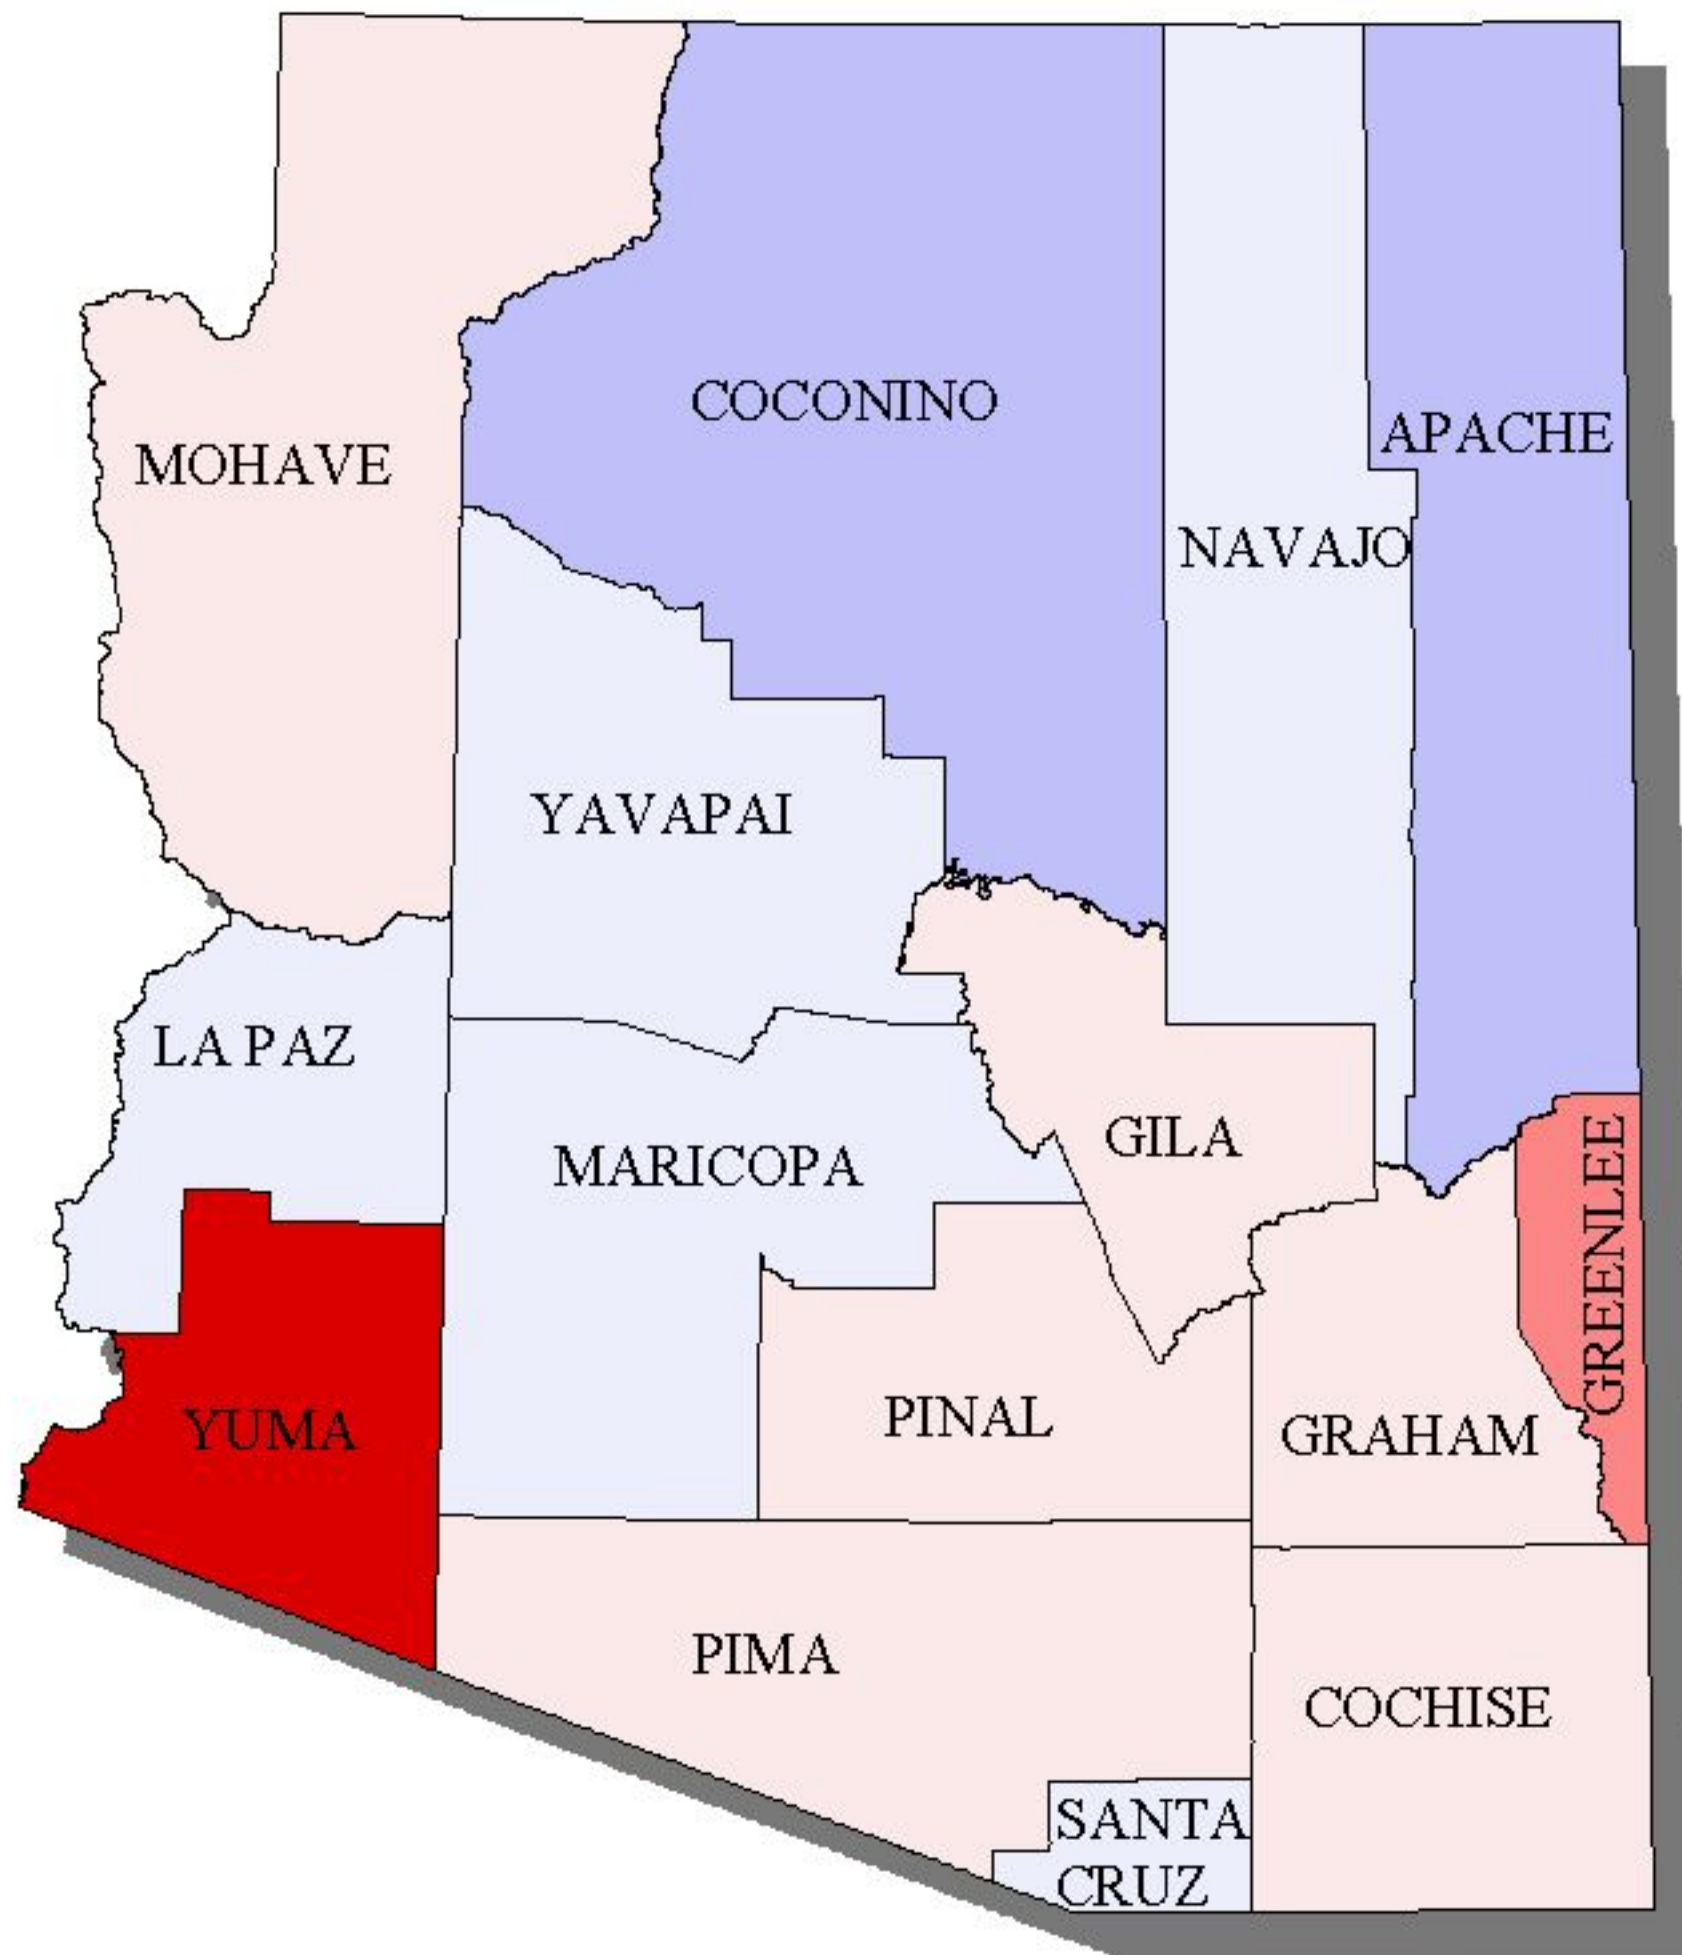 COCONINO
APACHE
MOHAVE
NAVAJO
YAVAPAI
LA PAZ
GILA
MARICOPA
GREENLEE
PINAL
YUMA
GRAHAM
PIMA
COCHISE
SANTA
CRUZ